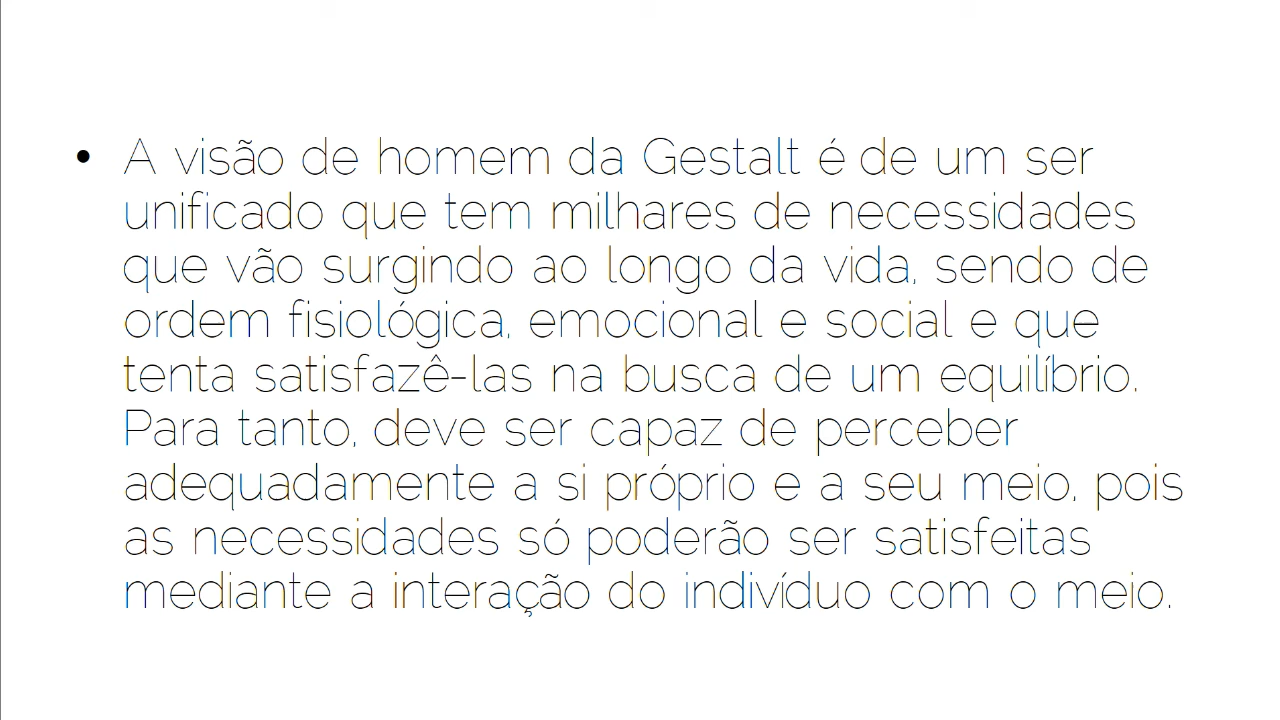 • A visão de homem da Gestalt é de um ser
unificado que tem milhares de necessidades
que vão surgindo ao longo da vida, sendo de
ordem fisiológica, emocional e social e que
tenta satisfazê-las na busca de um equilíbrio.
Para tanto, deve ser capaz de perceber
adequadamente a si próprio e a seu meio, pois
as necessidades só poderão ser satisfeitas
mediante a interação do indivíduo com o meio.